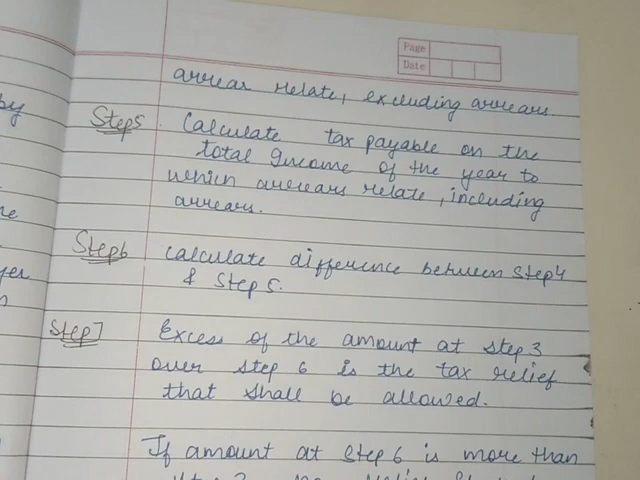 Page
Date
arrear relate, excluding arrears.
Step5. Calculate tax payable on the
total Income of the year to
which arrears relate, including
arrears.
Step6 calculate difference between Step4
& Step 5.
Step7 Excess of the amount at step 3
over step 6 is the tax relief
that shall be allowed.
If amount at step 6 is more than
by